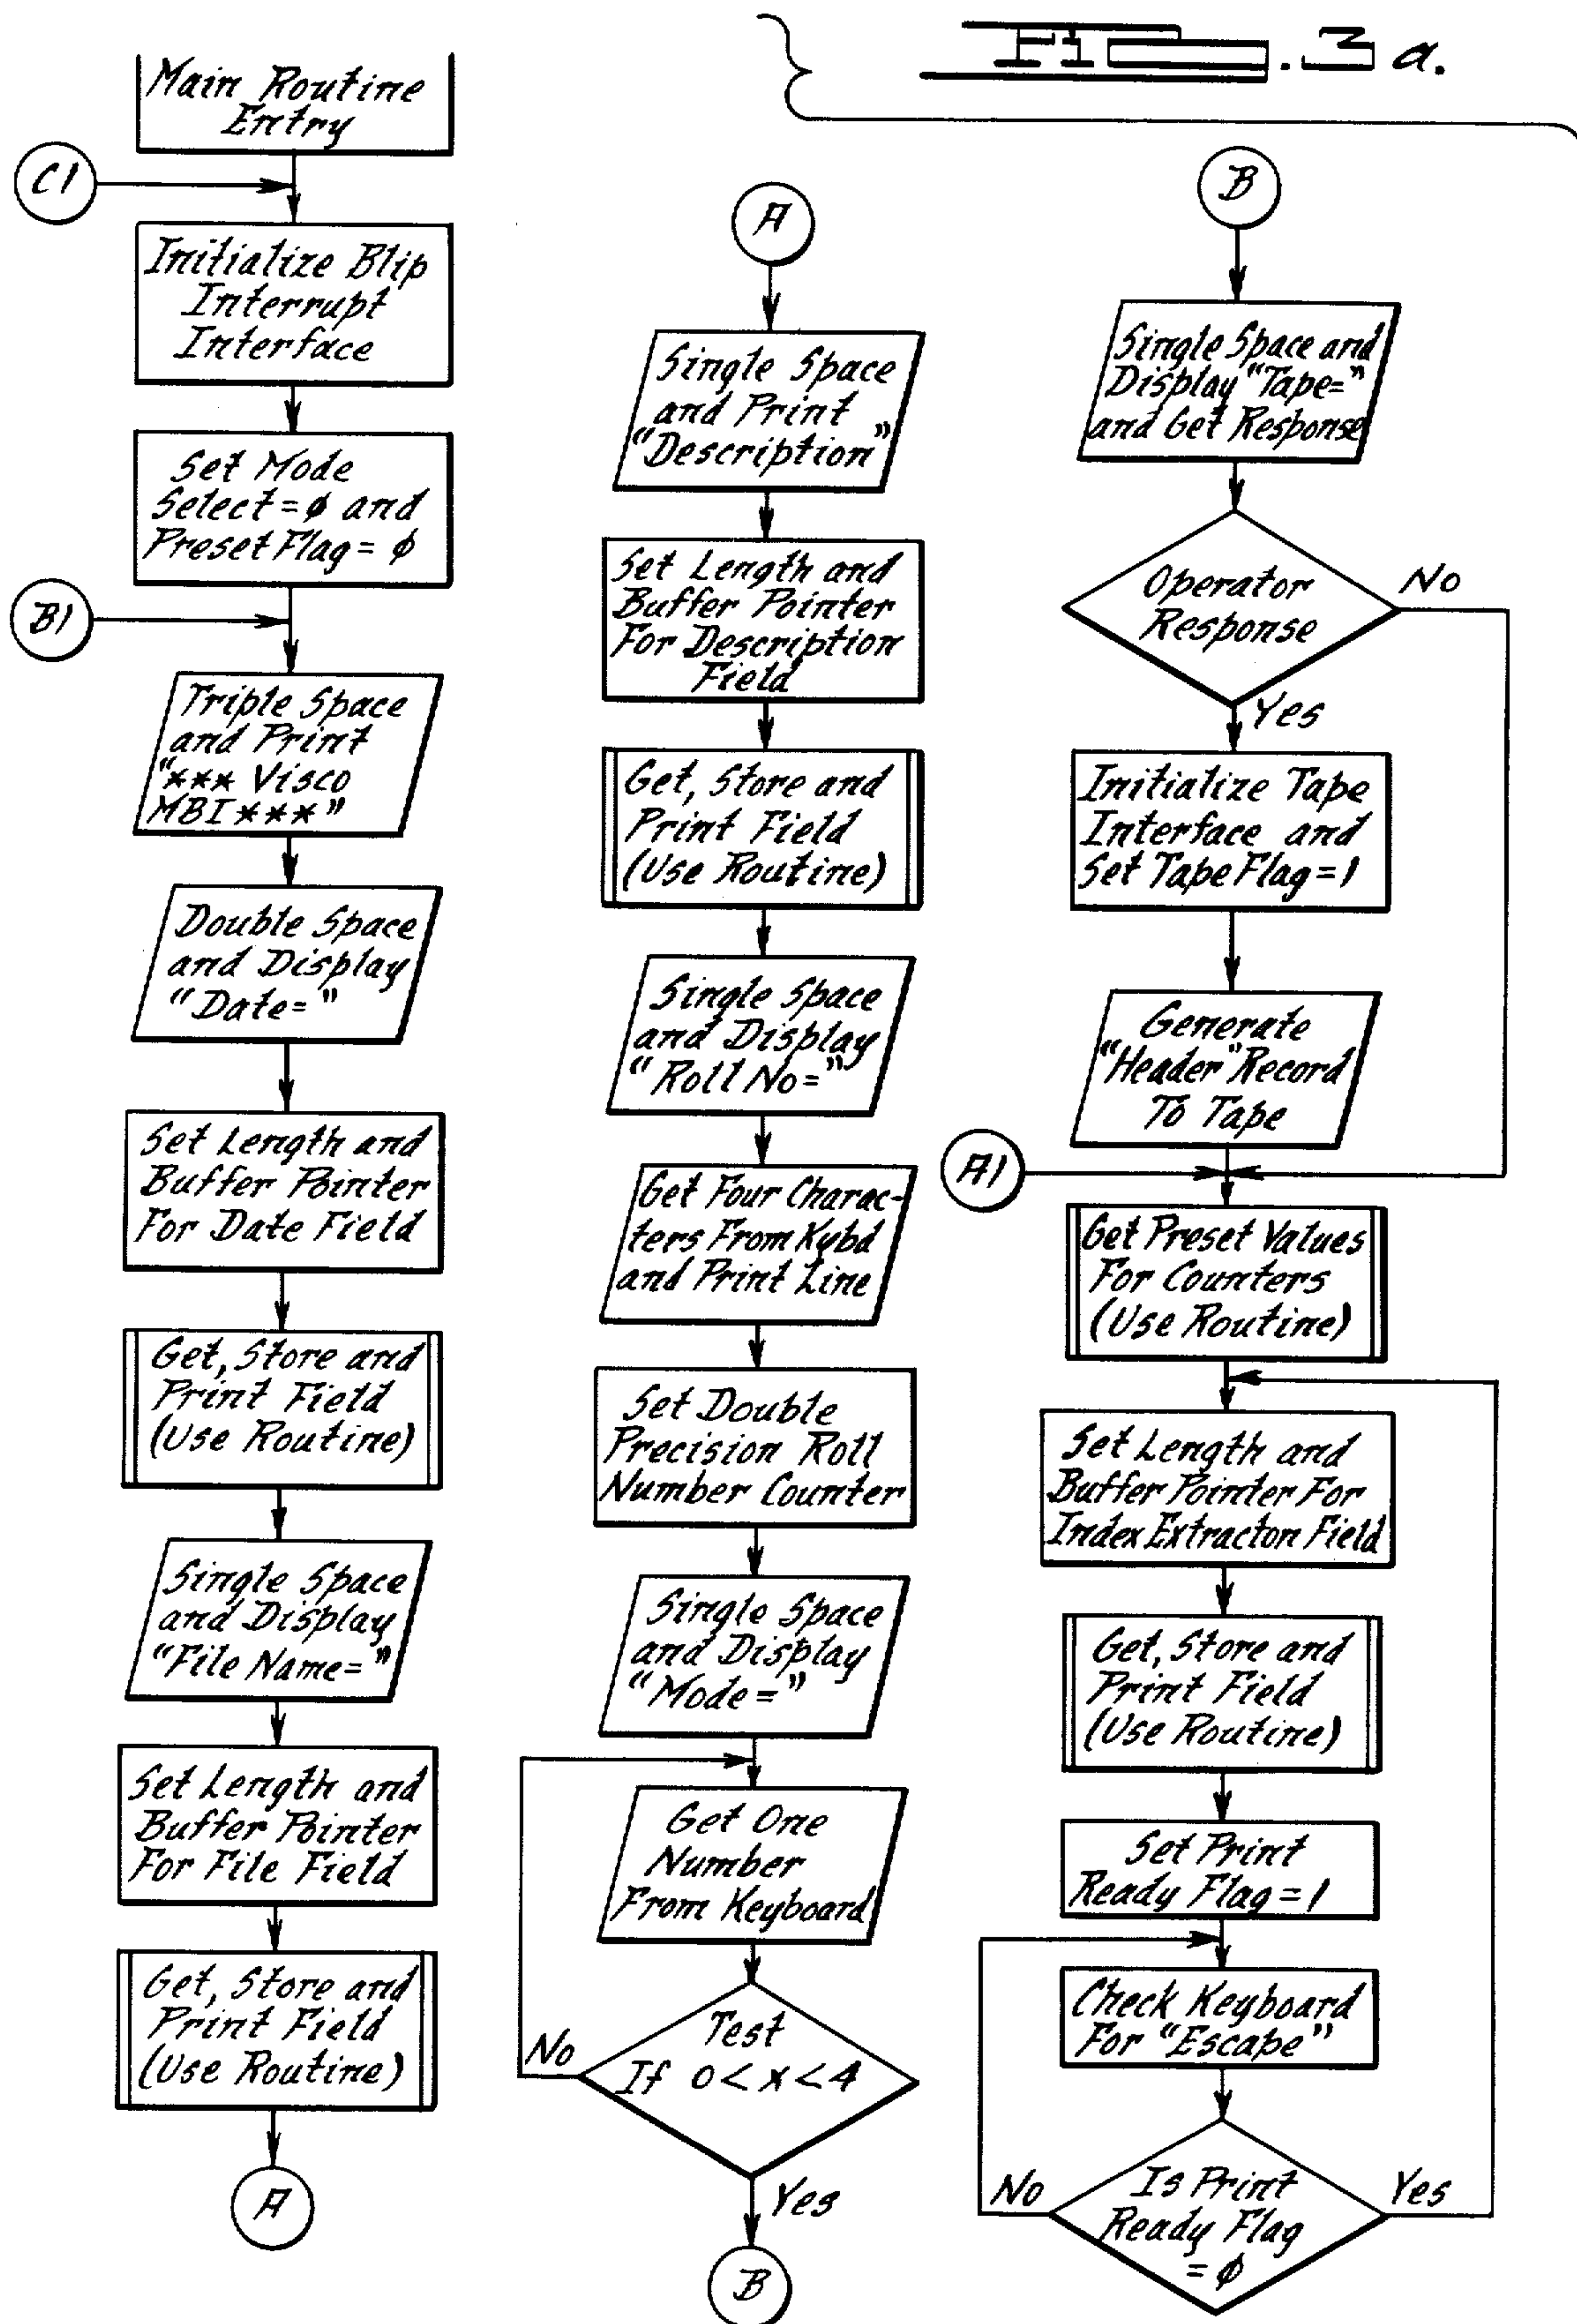 Fig. 3a.
Main Routine
Entry
C1
Initialize Blip
Interrupt
Interface
Set Mode
Select=ϕ and
Preset Flag=ϕ
B1
Triple Space
and Print
"*** Visco
MBI***"
Double Space
and Display
"Date="
Set Length and
Buffer Pointer
For Date Field
Get, Store and
Print Field
(Use Routine)
Single Space
and Display
"File Name="
Set Length and
Buffer Pointer
For File Field
Get, Store and
Print Field
(Use Routine)
A
A
Single Space
and Print
"Description"
Set Length and
Buffer Pointer
For Description
Field
Get, Store and
Print Field
(Use Routine)
Single Space
and Display
"Roll No="
Get Four Charac-
ters From Kybd
and Print Line
Set Double
Precision Roll
Number Counter
Single Space
and Display
"Mode="
Get One
Number
From Keyboard
Test
If 0<x<4
No
Yes
B
B
Single Space and
Display "Tape="
and Get Response
Operator
Response
No
Yes
Initialize Tape
Interface and
Set Tape Flag=1
Generate
"Header" Record
To Tape
A1
Get Preset Values
For Counters
(Use Routine)
Set Length and
Buffer Pointer For
Index Extracton Field
Get, Store and
Print Field
(Use Routine)
Set Print
Ready Flag=1
Check Keyboard
For "Escape"
Is Print
Ready Flag
=ϕ
No
Yes